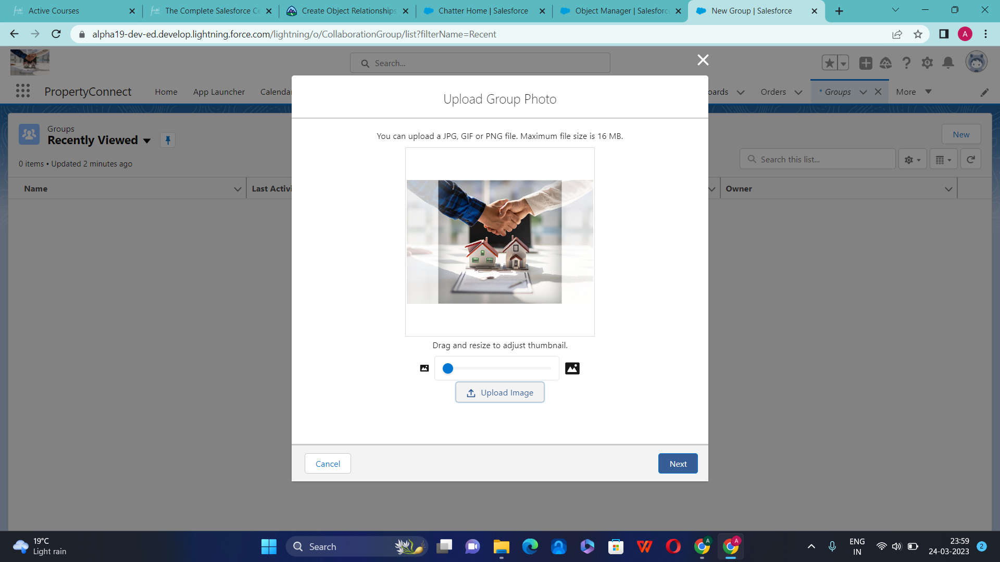 Active Courses
The Complete Salesforce Ce
Create Object Relationships
Chatter Home | Salesforce
Object Manager | Salesforce
New Group | Salesforce
alpha19-dev-ed.develop.lightning.force.com/lightning/o/CollaborationGroup/list?filterName=Recent
A
Search...
PropertyConnect
Home
App Launcher
Calenda
oards
Orders
* Groups
More
Upload Group Photo
Groups
Recently Viewed
New
You can upload a JPG, GIF or PNG file. Maximum file size is 16 MB.
0 items • Updated 2 minutes ago
Search this list...
Name
Last Activi
Owner
Drag and resize to adjust thumbnail.
Upload Image
Cancel
Next
19°C
Light rain
Search
A
A
ENG
IN
23:59
24-03-2023
2